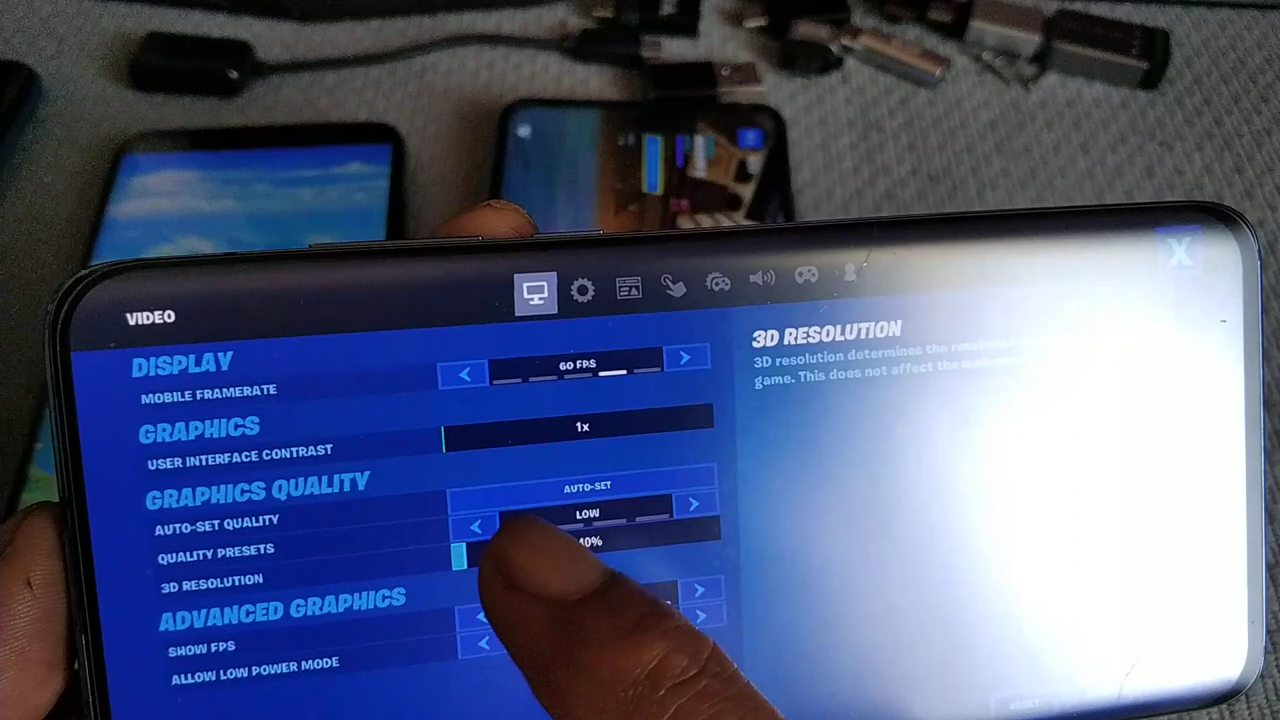 X
VIDEO
DISPLAY
MOBILE FRAMERATE
60 FPS
GRAPHICS
USER INTERFACE CONTRAST
1x
GRAPHICS QUALITY
AUTO-SET QUALITY
AUTO-SET
QUALITY PRESETS
LOW
3D RESOLUTION
40%
ADVANCED GRAPHICS
SHOW FPS
ALLOW LOW POWER MODE
3D RESOLUTION
3D resolution determines the
game. This does not affect the